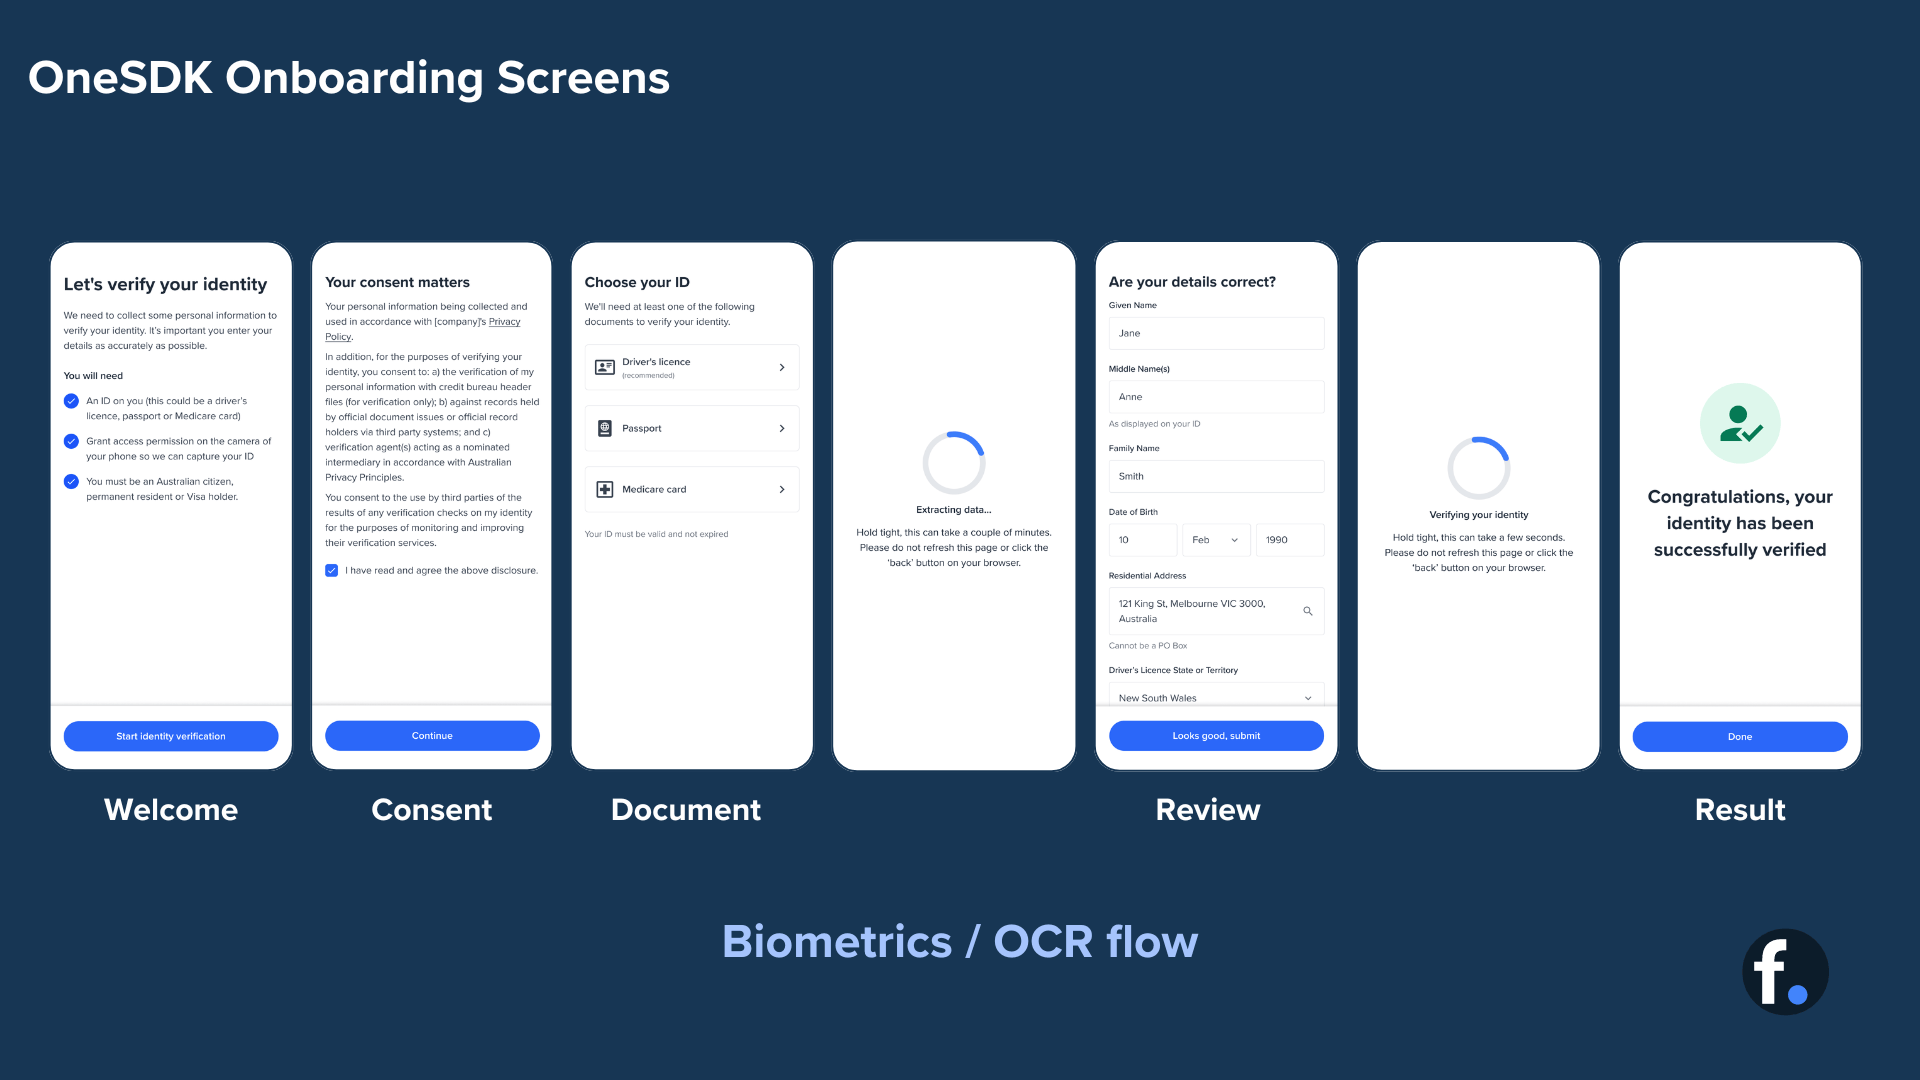 OneSDK Onboarding Screens
Let's verify your identity
We need to collect some personal information to
verify your identity. It's important you enter your
details as accurately as possible.
You will need
An ID on you (this could be a driver's
licence, passport or Medicare card)
Grant access permission on the camera of
your phone so we can capture your ID
You must be an Australian citizen,
permanent resident or Visa holder.
Start identity verification
Welcome
Your consent matters
Your personal information being collected and
used in accordance with [company]'s Privacy
Policy.
In addition, for the purposes of verifying your
identity, you consent to: a) the verification of my
personal information with credit bureau header
files (for verification only); b) against records held
by official document issues or official record
holders via third party systems; and c)
verification agent(s) acting as a nominated
intermediary in accordance with Australian
Privacy Principles.
You consent to the use by third parties of the
results of any verification checks on my identity
for the purposes of monitoring and improving
their verification services.
I have read and agree the above disclosure.
Continue
Consent
Choose your ID
We'll need at least one of the following
documents to verify your identity.
Driver's licence
(recommended)
Passport
Medicare card
Your ID must be valid and not expired
Document
Extracting data...
Hold tight, this can take a couple of minutes.
Please do not refresh this page or click the
'back' button on your browser.
Are your details correct?
Given Name
Jane
Middle Name(s)
Anne
As displayed on your ID
Family Name
Smith
Date of Birth
10 Feb 1990
Residential Address
121 King St, Melbourne VIC 3000,
Australia
Cannot be a PO Box
Driver's Licence State or Territory
New South Wales
Looks good, submit
Review
Verifying your identity
Hold tight, this can take a few seconds.
Please do not refresh this page or click the
'back' button on your browser.
Congratulations, your
identity has been
successfully verified
Done
Result
Biometrics / OCR flow
f.